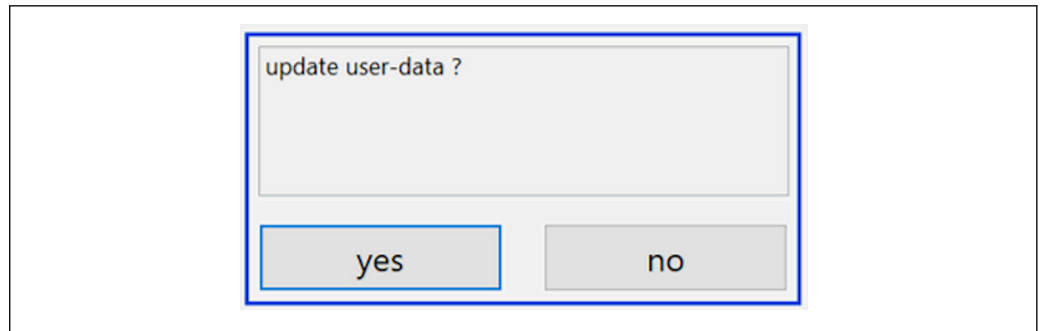 update user-data ?
yes
no